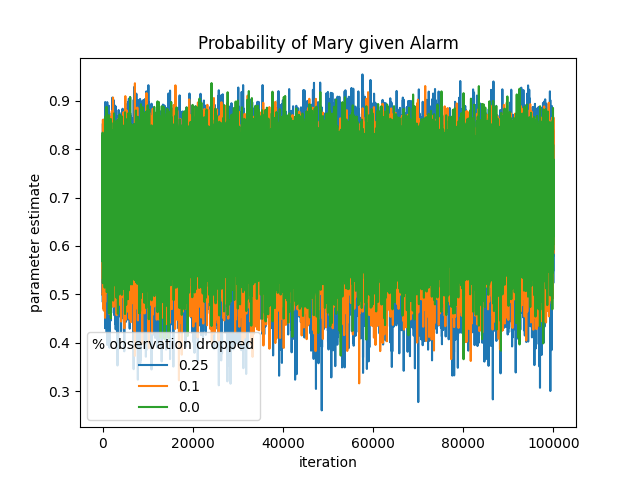 Probability of Mary given Alarm
parameter estimate
0.9
0.8
0.7
0.6
0.5
0.4
0.3
% observation dropped
0.25
0.1
0.0
0 20000 40000 60000 80000 100000
iteration